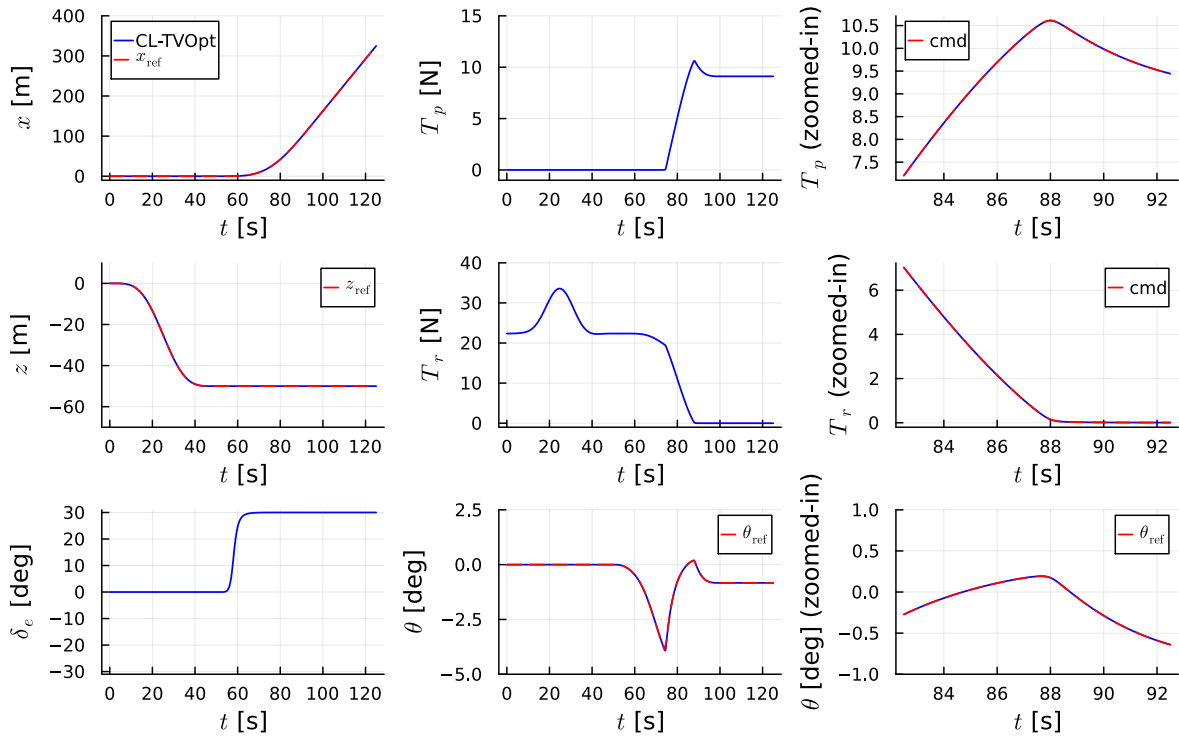 400
300
200
100
0
x [m]
CL-TVOpt
x_ref
0 20 40 60 80 100 120
t [s]
15
10
5
0
T_p [N]
0 20 40 60 80 100 120
t [s]
10.5
10.0
9.5
9.0
8.5
8.0
7.5
T_p (zoomed-in)
cmd
84 86 88 90 92
t [s]
0
−20
−40
−60
z [m]
z_ref
0 20 40 60 80 100 120
t [s]
40
30
20
10
0
T_r [N]
0 20 40 60 80 100 120
t [s]
6
4
2
0
T_r (zoomed-in)
cmd
84 86 88 90 92
t [s]
30
20
10
0
−10
−20
−30
δ_e [deg]
0 20 40 60 80 100 120
t [s]
2.5
0.0
−2.5
−5.0
θ [deg]
θ_ref
0 20 40 60 80 100 120
t [s]
1.0
0.5
0.0
−0.5
−1.0
θ [deg] (zoomed-in)
θ_ref
84 86 88 90 92
t [s]